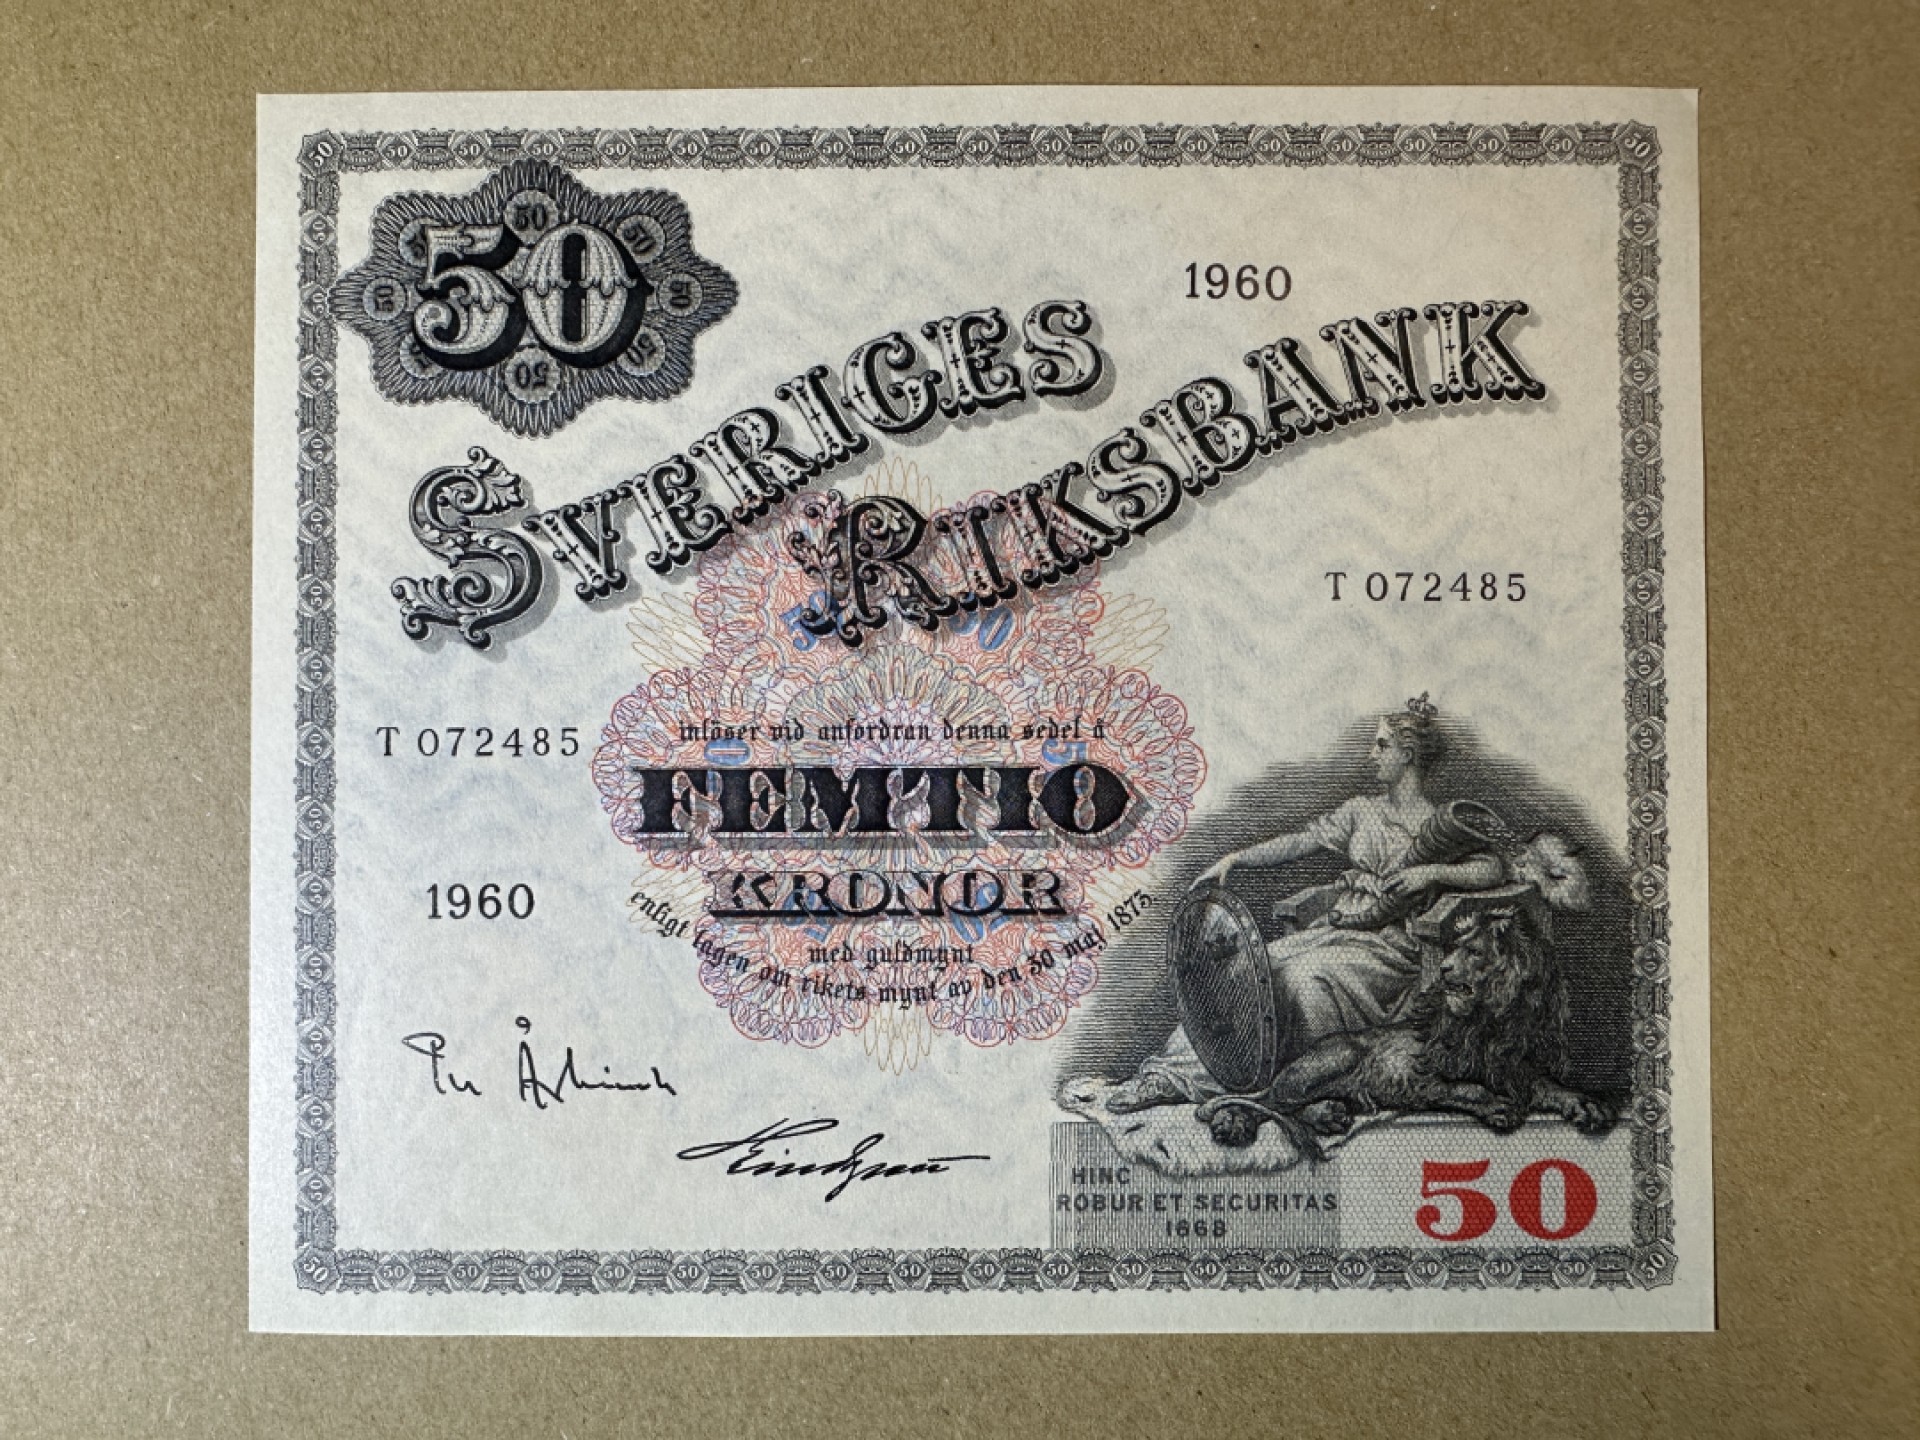 50
1960
SVERIGES
RIKSBANK
T 072485
T 072485
inlöser vid anfordran denna sedel å
FEMTIO
KRONOR
1960
med guldmynt
enligt lagen om rikets mynt av den 30 maj 1873.
HINC
ROBUR ET SECURITAS
1668
50